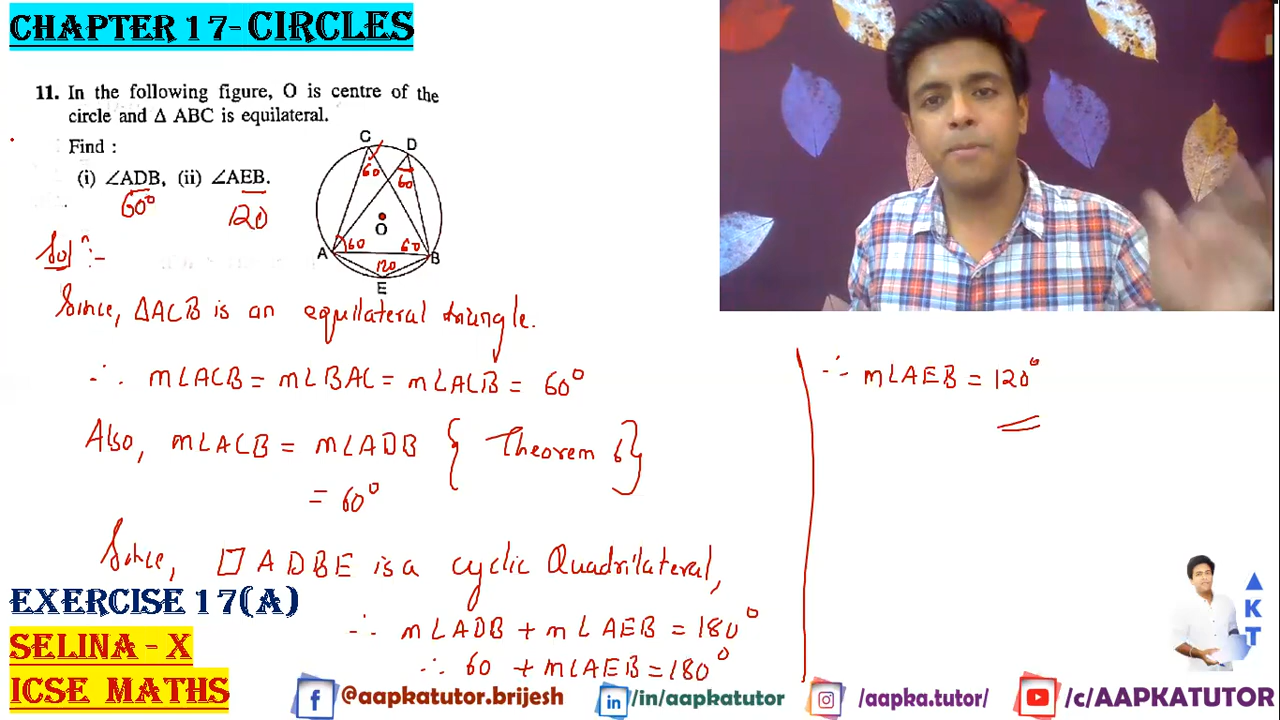 CHAPTER 17- CIRCLES
11. In the following figure, O is centre of the
circle and Δ ABC is equilateral.
Find :
(i) ∠ADB, (ii) ∠AEB.
60° 120
C D
60 60
O
A 60 60 B
120
E
Solⁿ :-
Since, ΔACB is an equilateral triangle.
∴ m∠ACB = m∠BAC = m∠ACB = 60°
Also, m∠ACB = m∠ADB { Theorem 6}
= 60°
Since, □ ADBE is a cyclic Quadrilateral,
∴ m∠ADB + m∠AEB = 180°
∴ 60 + m∠AEB = 180°
∴ m∠AEB = 120°
EXERCISE 17(A)
SELINA - X
ICSE MATHS
AKT
@aapkatutor.brijesh
/in/aapkatutor
/aapka.tutor/
/c/AAPKATUTOR